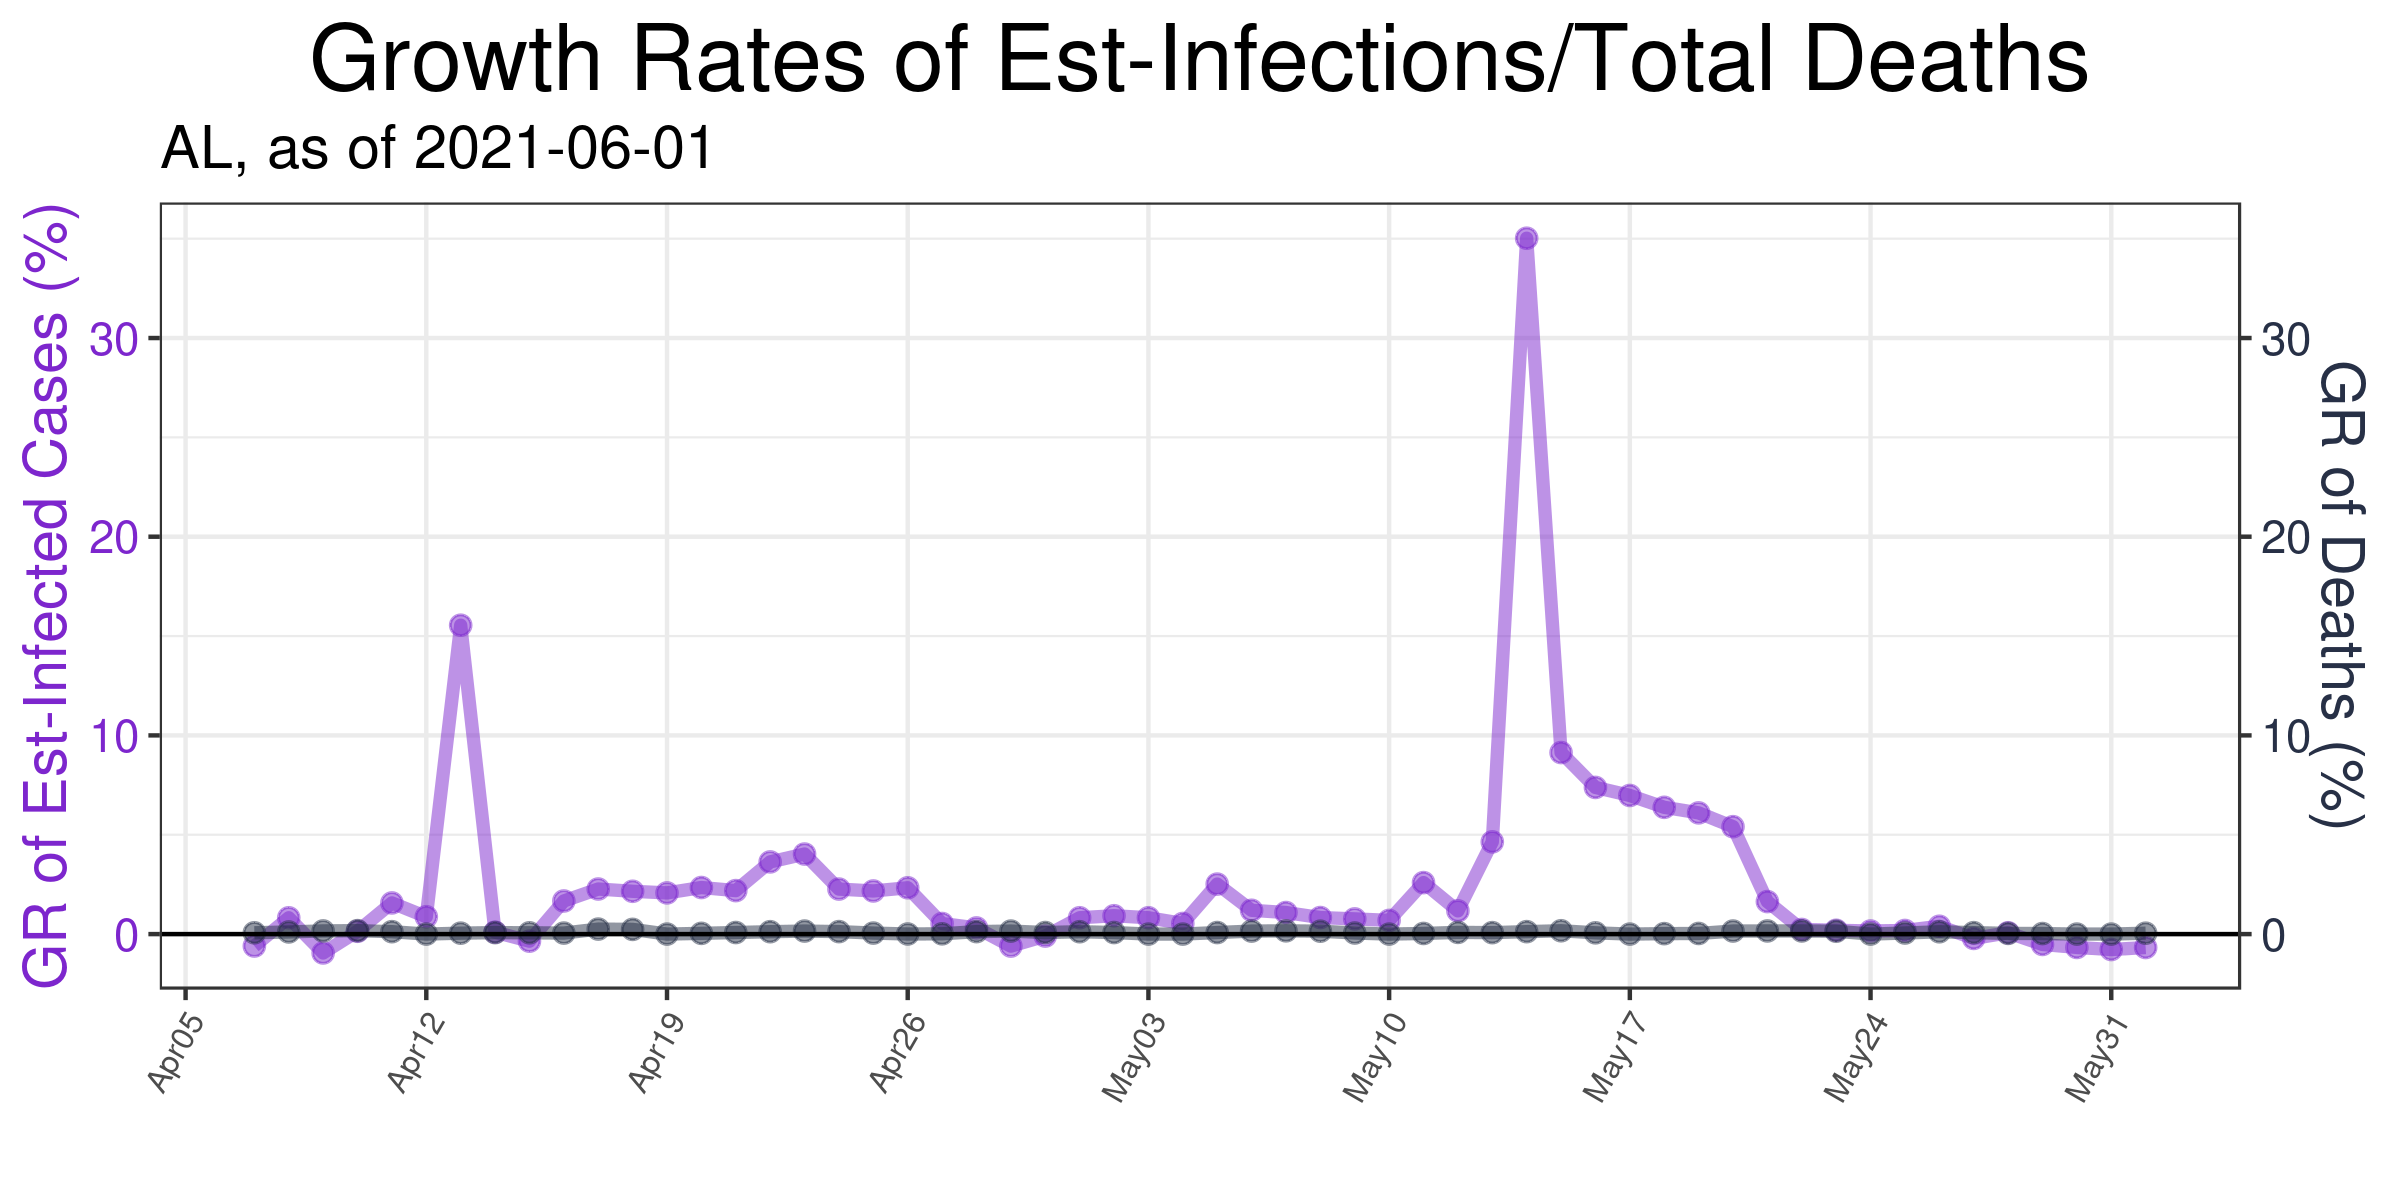 Growth Rates of Est-Infections/Total Deaths
AL, as of 2021-06-01
GR of Est-Infected Cases (%)
30
20
10
0
30
20
10
0
GR of Deaths (%)
Apr05
Apr12
Apr19
Apr26
May03
May10
May17
May24
May31